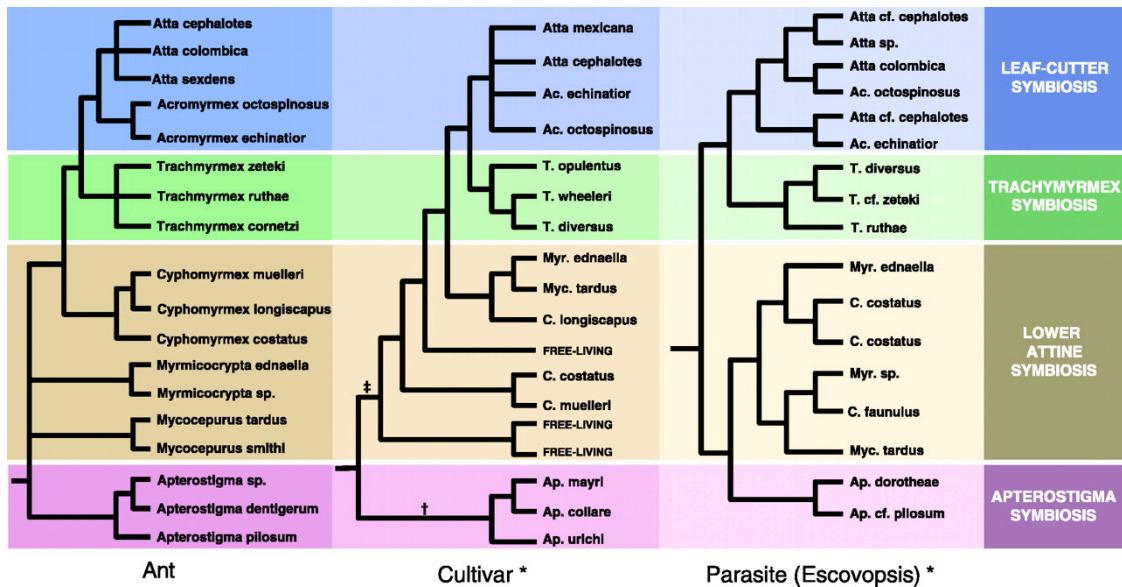 Atta cephalotes
Atta colombica
Atta sexdens
Acromyrmex octospinosus
Acromyrmex echinatior
Trachmyrmex zeteki
Trachmyrmex ruthae
Trachmyrmex cornetzi
Cyphomyrmex muelleri
Cyphomyrmex longiscapus
Cyphomyrmex costatus
Myrmicocrypta ednaella
Myrmicocrypta sp.
Mycocepurus tardus
Mycocepurus smithi
Apterostigma sp.
Apterostigma dentigerum
Apterostigma pilosum
Ant
Atta mexicana
Atta cephalotes
Ac. echinatior
Ac. octospinosus
T. opulentus
T. wheeleri
T. diversus
Myr. ednaella
Myc. tardus
C. longiscapus
FREE-LIVING
C. costatus
C. muelleri
FREE-LIVING
FREE-LIVING
‡
Ap. mayri
Ap. collare
Ap. urichi
†
Cultivar *
Atta cf. cephalotes
Atta sp.
Atta colombica
Ac. octospinosus
Atta cf. cephalotes
Ac. echinatior
T. diversus
T. cf. zeteki
T. ruthae
Myr. ednaella
C. costatus
C. costatus
Myr. sp.
C. faunulus
Myc. tardus
Ap. dorotheae
Ap. cf. pilosum
Parasite (Escovopsis) *
LEAF-CUTTER
SYMBIOSIS
TRACHYMYRMEX
SYMBIOSIS
LOWER
ATTINE
SYMBIOSIS
APTEROSTIGMA
SYMBIOSIS